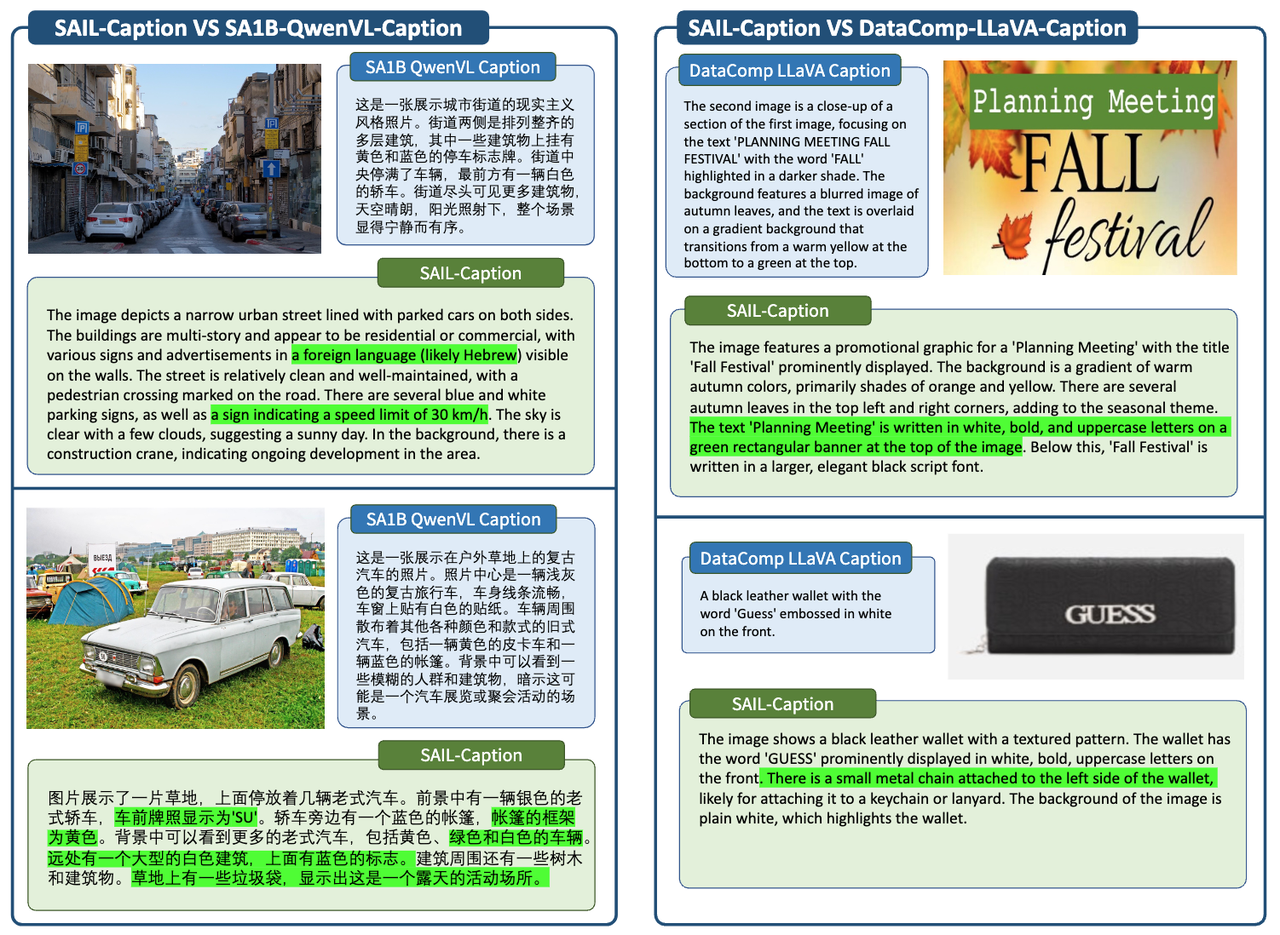 SAIL-Caption VS SA1B-QwenVL-Caption
SA1B QwenVL Caption
这是一张展示城市街道的现实主义
风格照片。街道两侧是排列整齐的
多层建筑，其中一些建筑物上挂有
黄色和蓝色的停车标志牌。街道中
央停满了车辆，最前方有一辆白色
的轿车。街道尽头可见更多建筑物，
天空晴朗，阳光照射下，整个场景
显得宁静而有序。
SAIL-Caption
The image depicts a narrow urban street lined with parked cars on both sides.
The buildings are multi-story and appear to be residential or commercial, with
various signs and advertisements in a foreign language (likely Hebrew) visible
on the walls. The street is relatively clean and well-maintained, with a
pedestrian crossing marked on the road. There are several blue and white
parking signs, as well as a sign indicating a speed limit of 30 km/h. The sky is
clear with a few clouds, suggesting a sunny day. In the background, there is a
construction crane, indicating ongoing development in the area.
ВЫЕЗД
SA1B QwenVL Caption
这是一张展示在户外草地上的复古
汽车的照片。照片中心是一辆浅灰
色的复古旅行车，车身线条流畅，
车窗上贴有白色的贴纸。车辆周围
散布着其他各种颜色和款式的旧式
汽车，包括一辆黄色的皮卡车和一
辆蓝色的帐篷。背景中可以看到一
些模糊的人群和建筑物，暗示这可
能是一个汽车展览或聚会活动的场
景。
SAIL-Caption
图片展示了一片草地，上面停放着几辆老式汽车。前景中有一辆银色的老
式轿车，车前牌照显示为'SU'。轿车旁边有一个蓝色的帐篷，帐篷的框架
为黄色。背景中可以看到更多的老式汽车，包括黄色、绿色和白色的车辆。
远处有一个大型的白色建筑，上面有蓝色的标志。建筑周围还有一些树木
和建筑物。草地上有一些垃圾袋，显示出这是一个露天的活动场所。
SAIL-Caption VS DataComp-LLaVA-Caption
DataComp LLaVA Caption
The second image is a close-up of a
section of the first image, focusing on
the text 'PLANNING MEETING FALL
FESTIVAL' with the word 'FALL'
highlighted in a darker shade. The
background features a blurred image of
autumn leaves, and the text is overlaid
on a gradient background that
transitions from a warm yellow at the
bottom to a green at the top.
Planning Meeting
FALL
festival
SAIL-Caption
The image features a promotional graphic for a 'Planning Meeting' with the title
'Fall Festival' prominently displayed. The background is a gradient of warm
autumn colors, primarily shades of orange and yellow. There are several
autumn leaves in the top left and right corners, adding to the seasonal theme.
The text 'Planning Meeting' is written in white, bold, and uppercase letters on a
green rectangular banner at the top of the image. Below this, 'Fall Festival' is
written in a larger, elegant black script font.
DataComp LLaVA Caption
A black leather wallet with the
word 'Guess' embossed in white
on the front.
GUESS
SAIL-Caption
The image shows a black leather wallet with a textured pattern. The wallet has
the word 'GUESS' prominently displayed in white, bold, uppercase letters on
the front. There is a small metal chain attached to the left side of the wallet,
likely for attaching it to a keychain or lanyard. The background of the image is
plain white, which highlights the wallet.